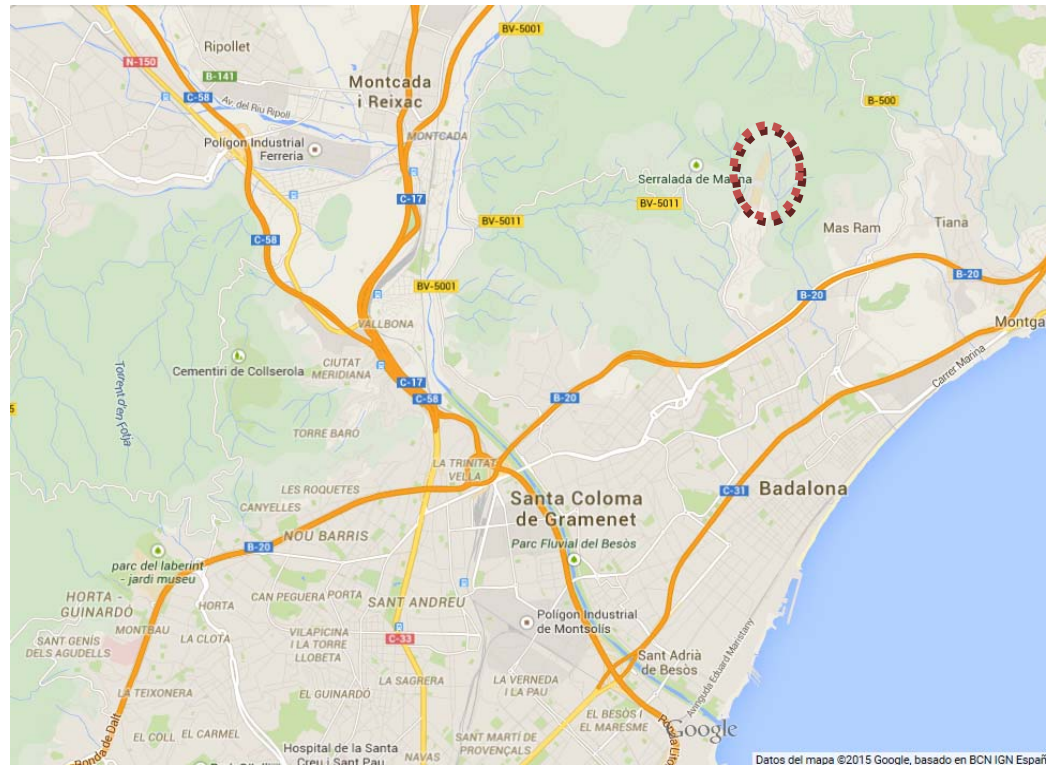 BV-5001
Ripollet
N-150
B-141
Montcada
i Reixac
C-58
Av. del Riu Ripoll
B-500
MONTCADA
Polígon Industrial
Ferreria
Serralada de Marina
C-17
BV-5011
BV-5011
Mas Ram
Tiana
C-58
B-20
BV-5001
B-20
VALLBONA
Montga
Carrer Marina
CIUTAT
MERIDIANA
Cementiri de Collserola
C-17
C-58
B-20
Torrent d'en Folja
5
TORRE BARÓ
LA TRINITAT
VELLA
LES ROQUETES
C-31
Badalona
Santa Coloma
de Gramenet
CANYELLES
NOU BARRIS
B-20
Parc Fluvial del Besòs
parc del laberint
- jardi museu
HORTA -
GUINARDÓ
HORTA
CAN PEGUERA
PORTA
SANT ANDREU
Polígon Industrial
de Montsolís
MONTBAU
LA CLOTA
VILAPICINA
I LA TORRE
LLOBETA
C-33
SANT GENÍS
DELS AGUDELLS
Sant Adrià
de Besòs
Avinguda Eduard Maristany
LA SAGRERA
LA VERNEDA
I LA PAU
LA TEIXONERA
EL GUINARDÓ
EL BESÒS I
EL MARESME
Google
Ronda de Dalt
EL COLL
EL CARMEL
SANT MARTÍ DE
PROVENÇALS
Ronda Lito
Hospital de la Santa
Creu i Sant Pau
NAVAS
Datos del mapa ©2015 Google, basado en BCN IGN Españ